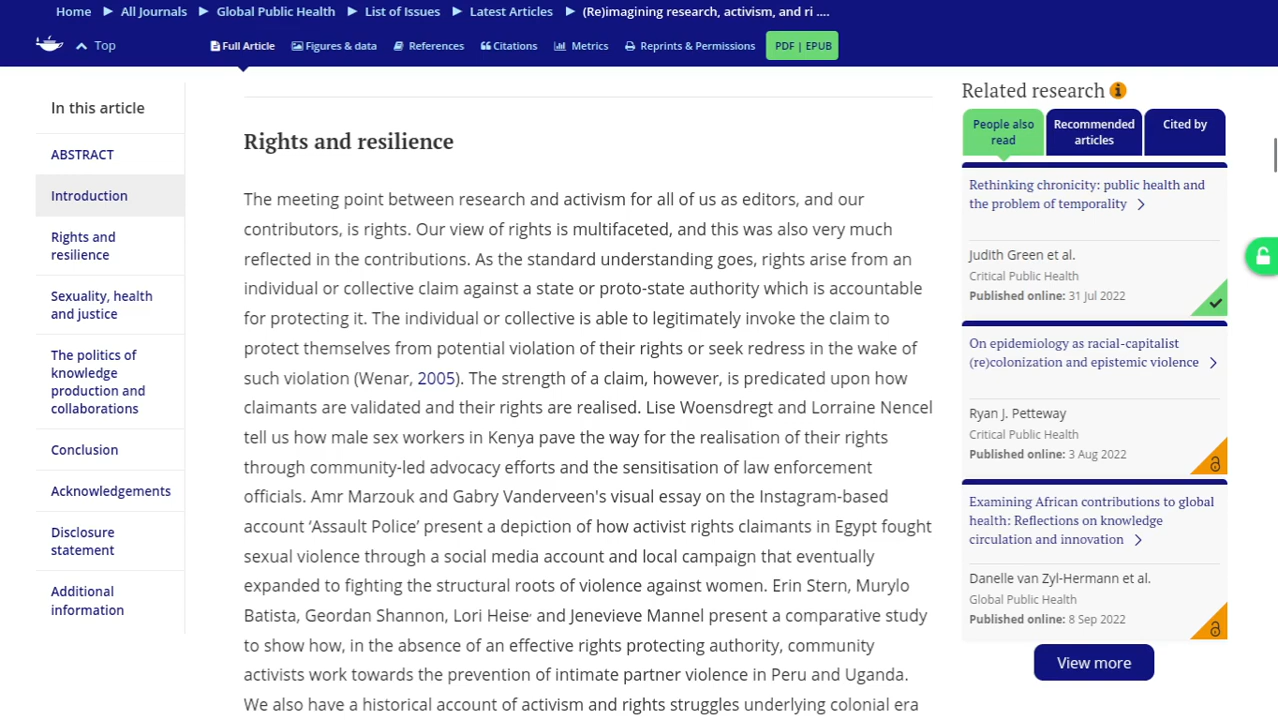 Home ▶ All Journals ▶ Global Public Health ▶ List of Issues ▶ Latest Articles ▶ (Re)imagining research, activism, and ri ....
Top
Full Article
Figures & data
References
Citations
Metrics
Reprints & Permissions
PDF | EPUB
In this article
ABSTRACT
Introduction
Rights and
resilience
Sexuality, health
and justice
The politics of
knowledge
production and
collaborations
Conclusion
Acknowledgements
Disclosure
statement
Additional
information
Rights and resilience
The meeting point between research and activism for all of us as editors, and our
contributors, is rights. Our view of rights is multifaceted, and this was also very much
reflected in the contributions. As the standard understanding goes, rights arise from an
individual or collective claim against a state or proto-state authority which is accountable
for protecting it. The individual or collective is able to legitimately invoke the claim to
protect themselves from potential violation of their rights or seek redress in the wake of
such violation (Wenar, 2005). The strength of a claim, however, is predicated upon how
claimants are validated and their rights are realised. Lise Woensdregt and Lorraine Nencel
tell us how male sex workers in Kenya pave the way for the realisation of their rights
through community-led advocacy efforts and the sensitisation of law enforcement
officials. Amr Marzouk and Gabry Vanderveen's visual essay on the Instagram-based
account ‘Assault Police’ present a depiction of how activist rights claimants in Egypt fought
sexual violence through a social media account and local campaign that eventually
expanded to fighting the structural roots of violence against women. Erin Stern, Murylo
Batista, Geordan Shannon, Lori Heise, and Jenevieve Mannel present a comparative study
to show how, in the absence of an effective rights protecting authority, community
activists work towards the prevention of intimate partner violence in Peru and Uganda.
We also have a historical account of activism and rights struggles underlying colonial era
Related research
People also
read
Recommended
articles
Cited by
Rethinking chronicity: public health and
the problem of temporality
Judith Green et al.
Critical Public Health
Published online: 31 Jul 2022
On epidemiology as racial-capitalist
(re)colonization and epistemic violence
Ryan J. Petteway
Critical Public Health
Published online: 3 Aug 2022
Examining African contributions to global
health: Reflections on knowledge
circulation and innovation
Danelle van Zyl-Hermann et al.
Global Public Health
Published online: 8 Sep 2022
View more